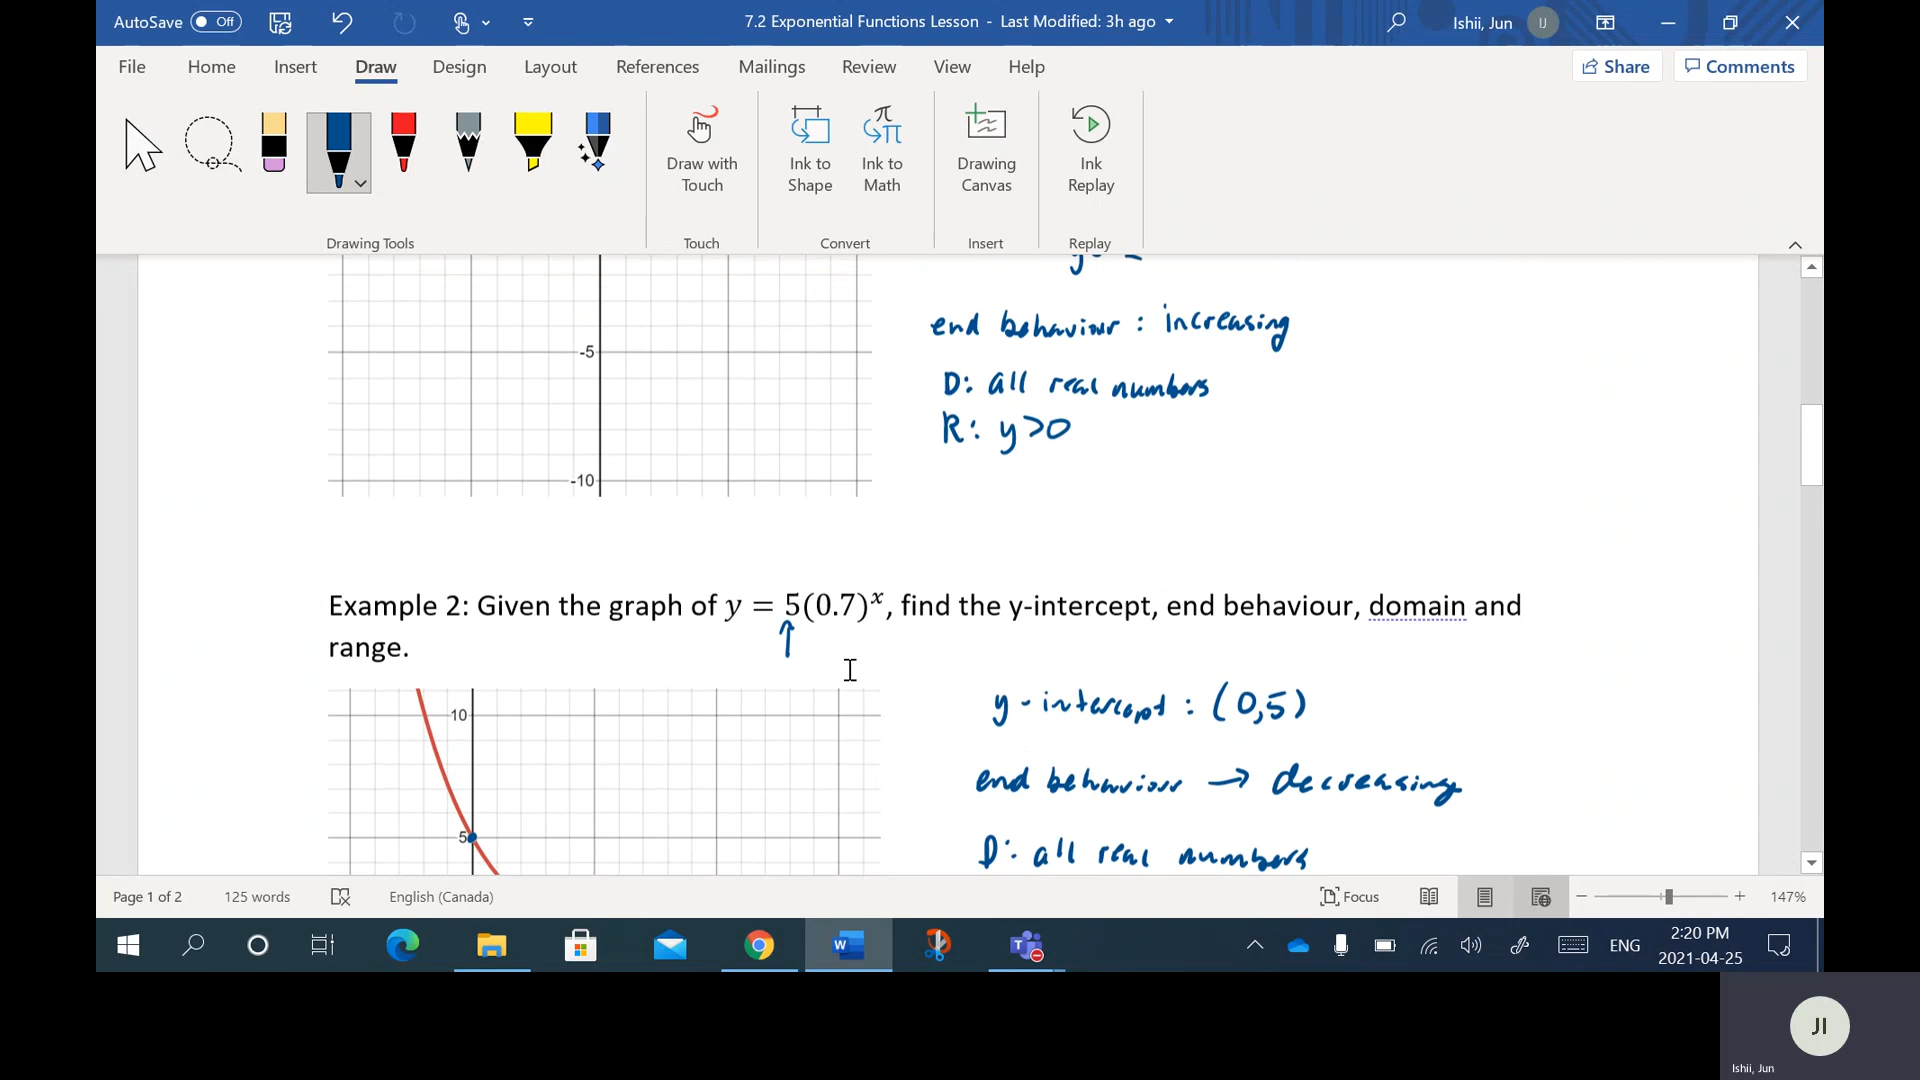 AutoSave Off 7.2 Exponential Functions Lesson - Last Modified: 3h ago Ishii, Jun IJ
File Home Insert Draw Design Layout References Mailings Review View Help Share Comments
Draw with Touch
Ink to Shape
Ink to Math
Drawing Canvas
Ink Replay
Drawing Tools Touch Convert Insert Replay
end behaviour : increasing
-5
D: all real numbers
R: y>0
-10
Example 2: Given the graph of y = 5(0.7)ˣ, find the y-intercept, end behaviour, domain and
range.
y-intercept : (0,5)
10
end behaviour → decreasing
5
D: all real numbers
Page 1 of 2 125 words English (Canada) Focus 147%
W ENG 2:20 PM
2021-04-25
JI
Ishii, Jun